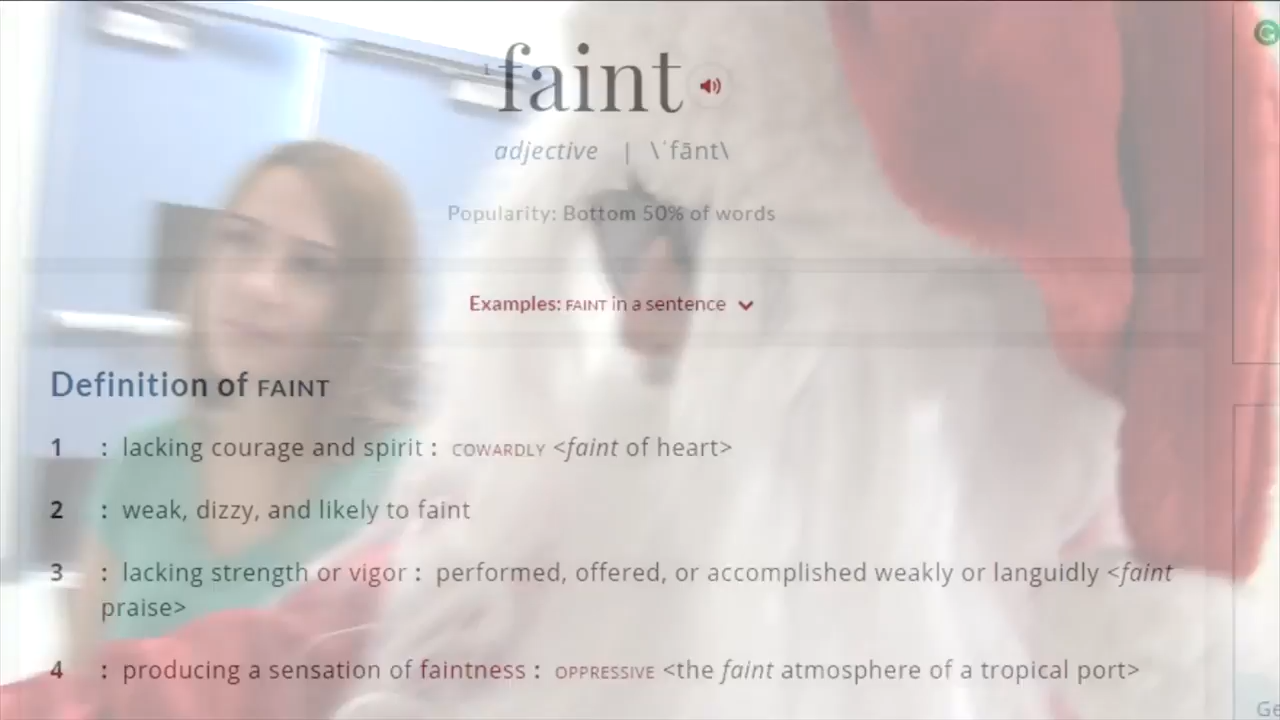 1 faint
adjective | \ˈfānt\
Popularity: Bottom 50% of words
Examples: FAINT in a sentence
Definition of FAINT
1 : lacking courage and spirit : COWARDLY <faint of heart>
2 : weak, dizzy, and likely to faint
3 : lacking strength or vigor : performed, offered, or accomplished weakly or languidly <faint
praise>
4 : producing a sensation of faintness : OPPRESSIVE <the faint atmosphere of a tropical port>
G
Ge